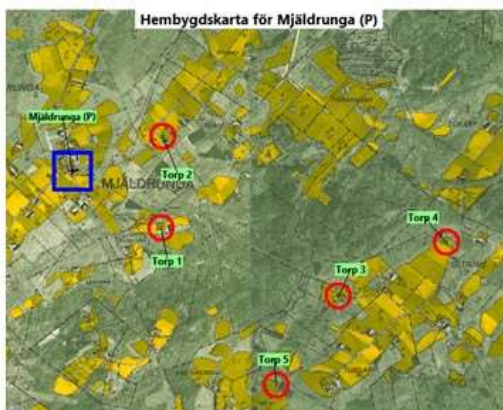 Hembygdskarta för Mjäldrunga (P)
Mjäldrunga (P)
Torp 2
MJÄLDRUNGA
Torp 4
Torp 1
Torp 3
Torp 5